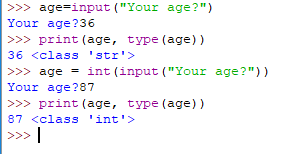 >>> age=input("Your age?")
Your age?36
>>> print(age, type(age))
36 <class 'str'>
>>> age = int(input("Your age?"))
Your age?87
>>> print(age, type(age))
87 <class 'int'>
>>>